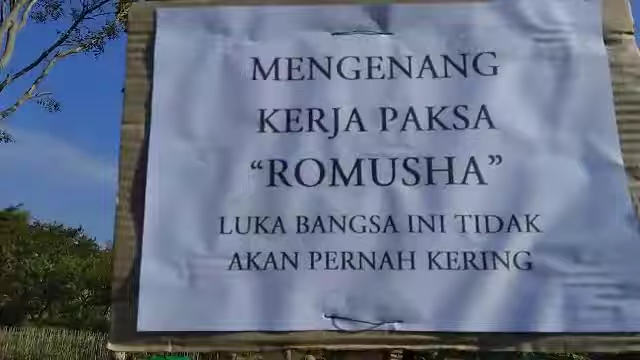 MENGENANG
KERJA PAKSA
“ROMUSHA”
LUKA BANGSA INI TIDAK
AKAN PERNAH KERING